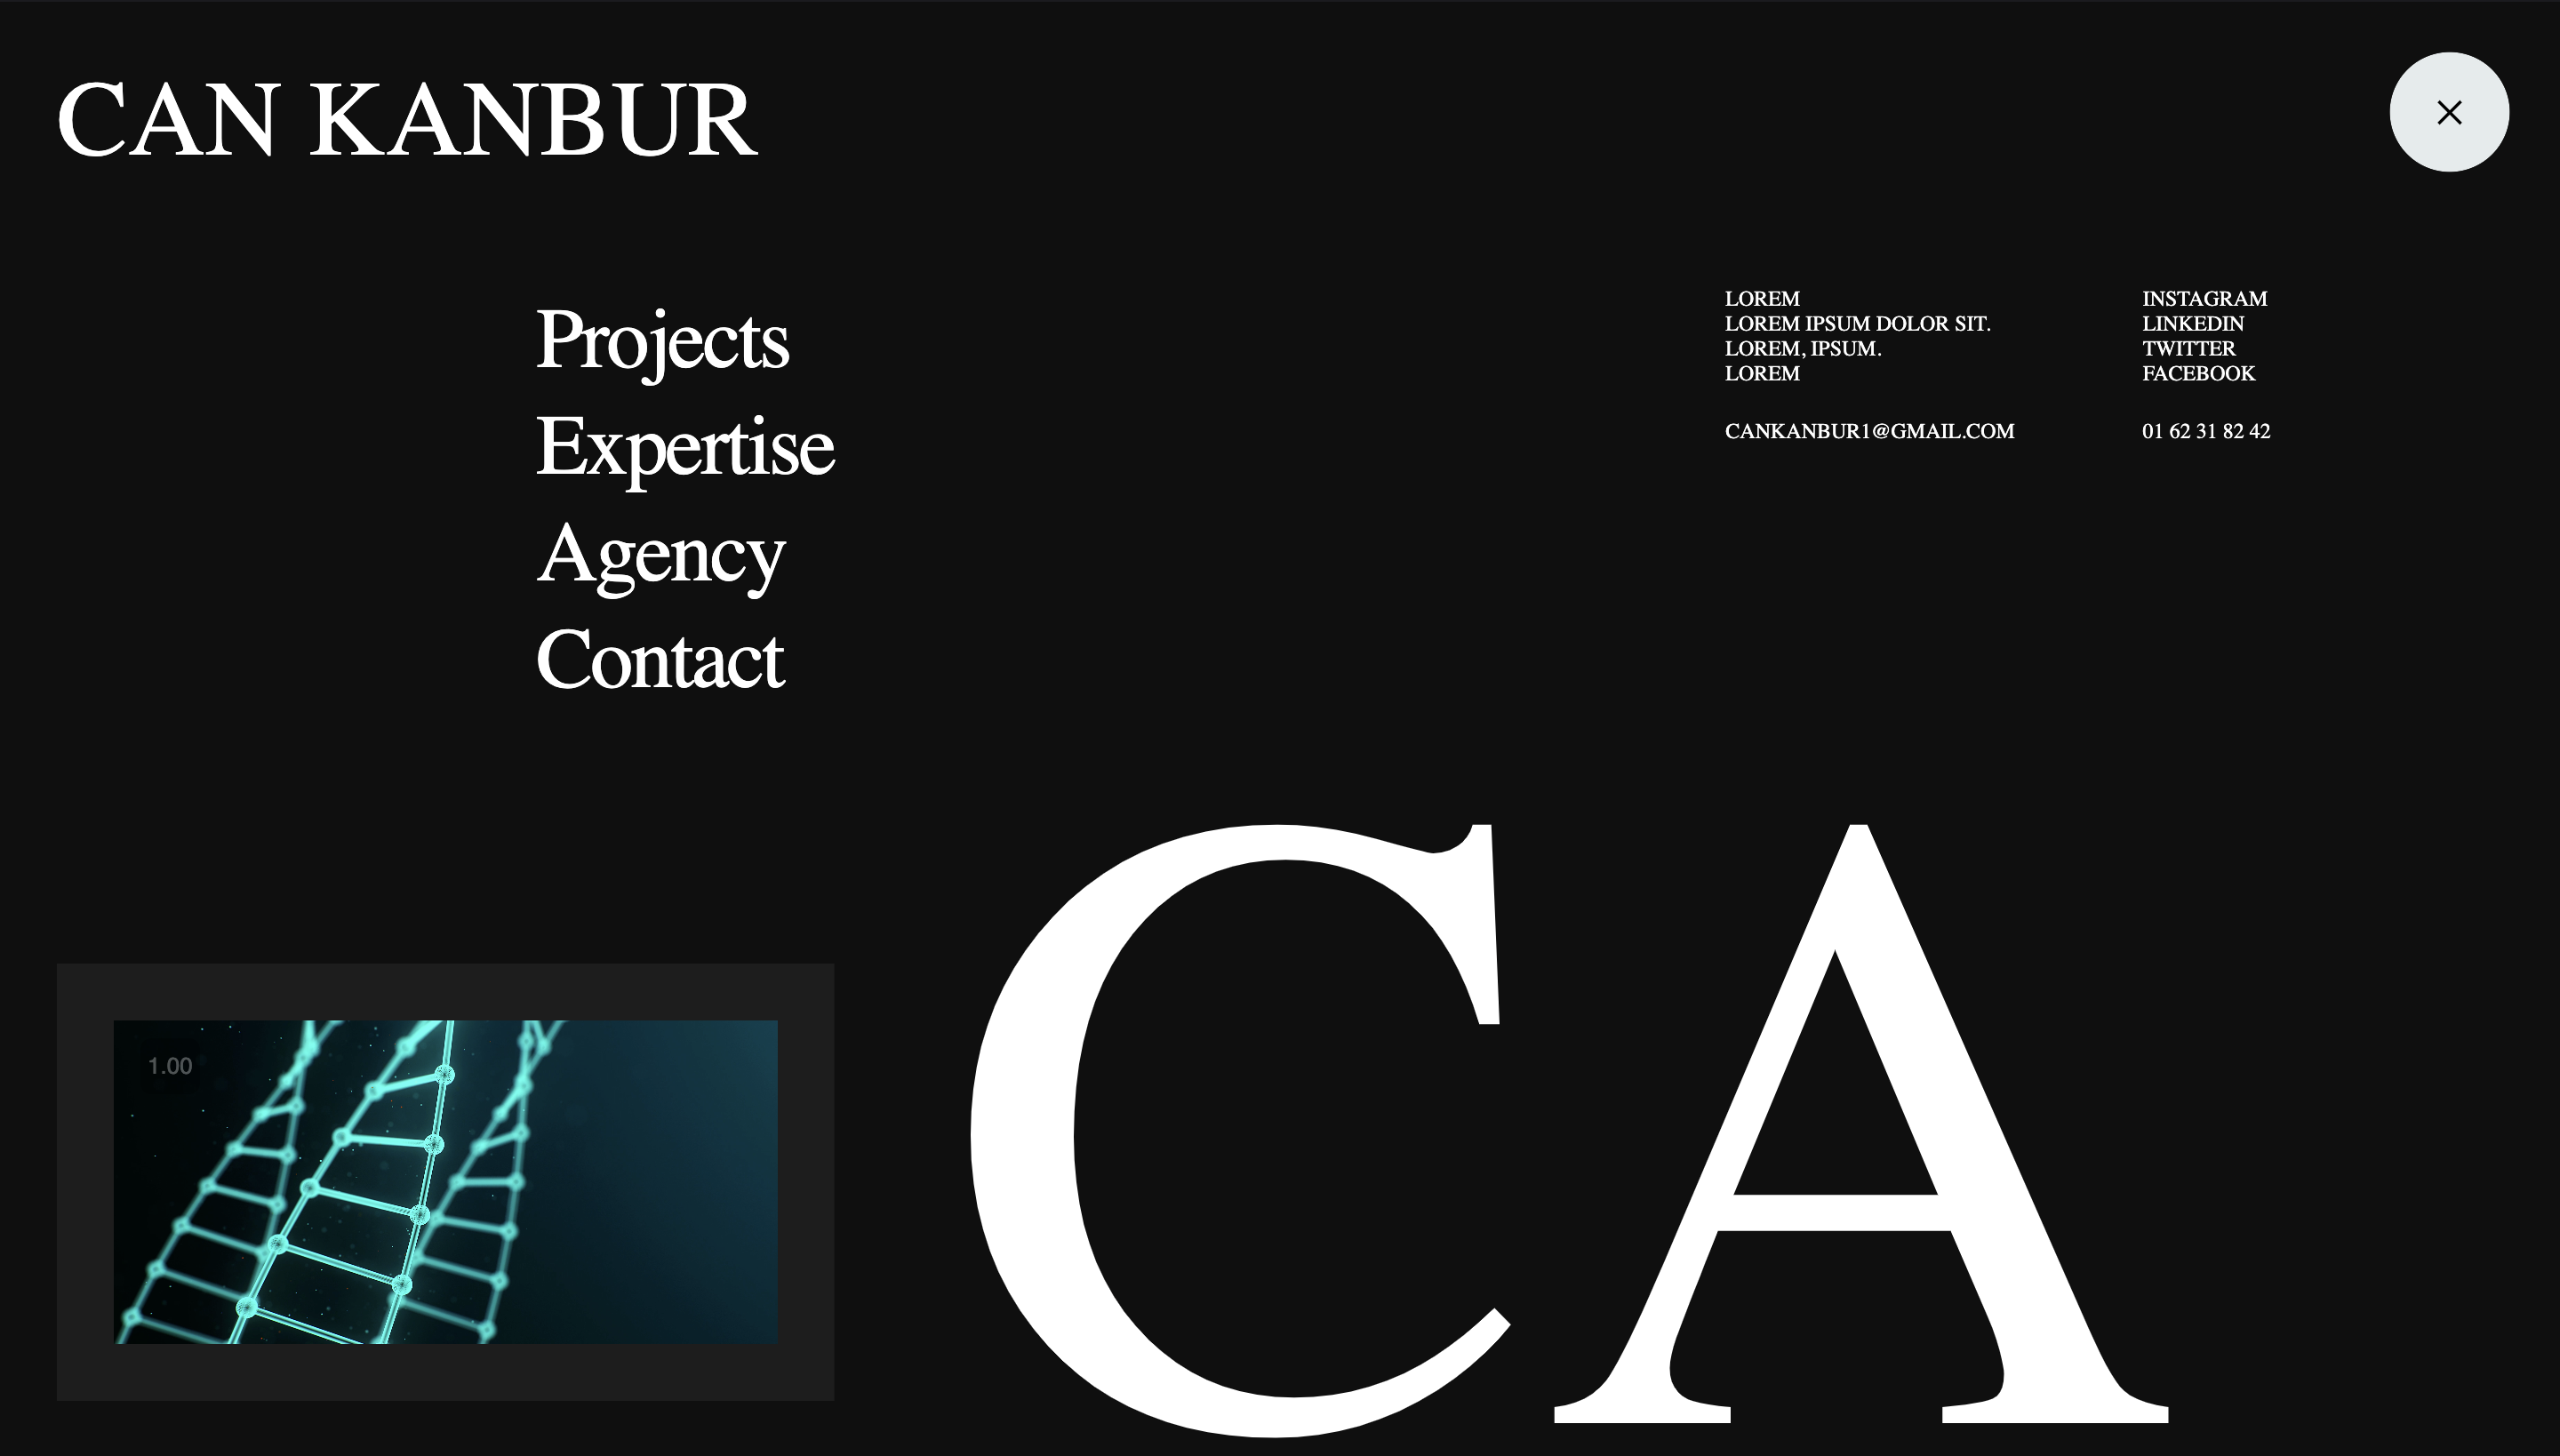 CAN KANBUR
Projects
Expertise
Agency
Contact
LOREM
LOREM IPSUM DOLOR SIT.
LOREM, IPSUM.
LOREM
CANKANBUR1@GMAIL.COM
INSTAGRAM
LINKEDIN
TWITTER
FACEBOOK
01 62 31 82 42
1.00
CA